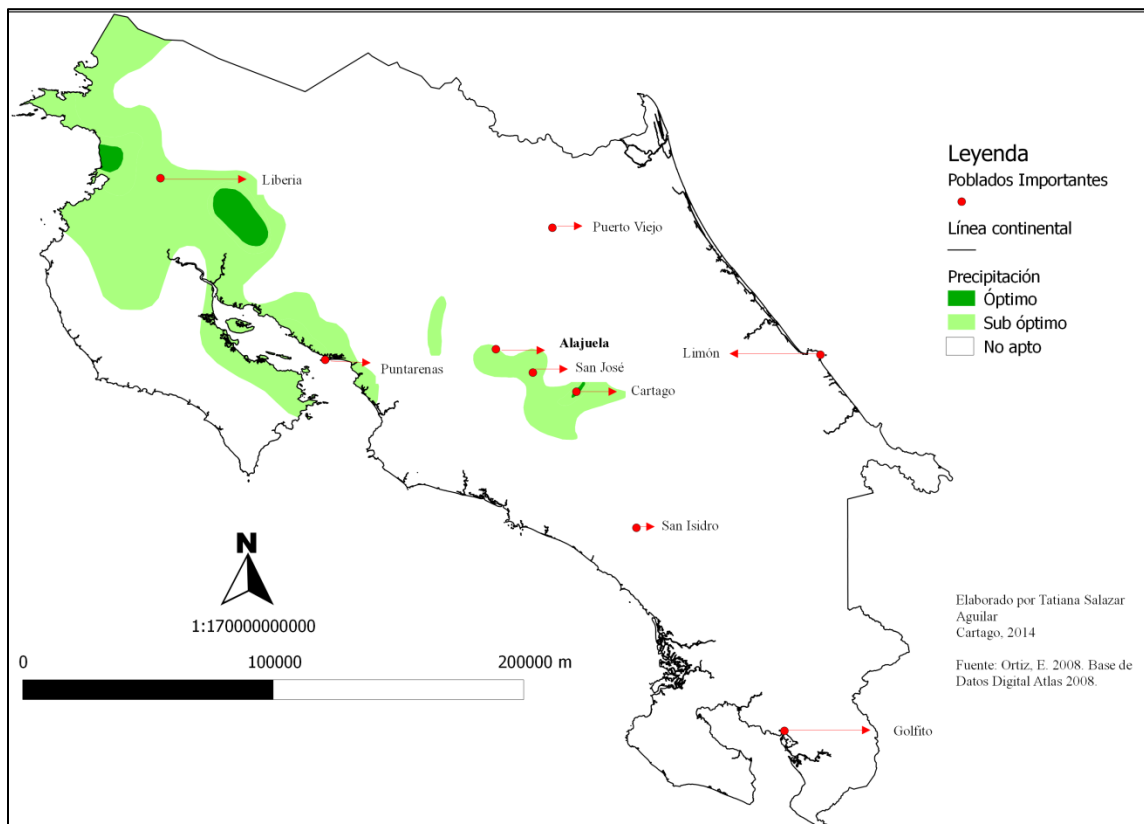 Leyenda
Poblados Importantes
Línea continental
Precipitación
Óptimo
Sub óptimo
No apto
Liberia
Puerto Viejo
Alajuela
San José
Limón
Puntarenas
Cartago
San Isidro
N
1:170000000000
0 100000 200000 m
Elaborado por Tatiana Salazar
Aguilar
Cartago, 2014
Fuente: Ortiz, E. 2008. Base de
Datos Digital Atlas 2008.
Golfito